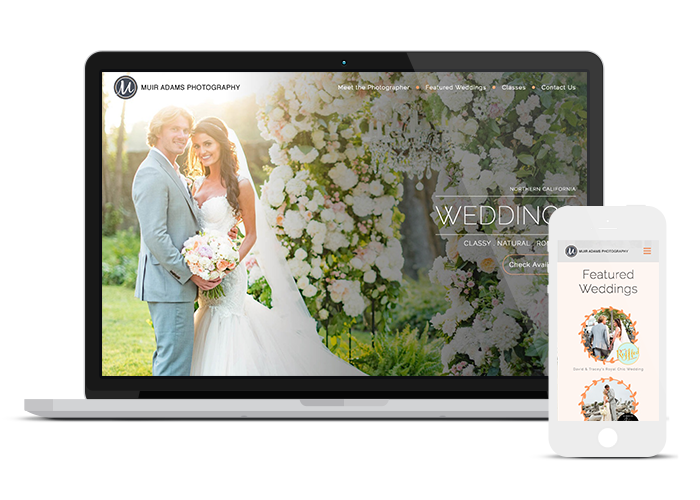 MUIR ADAMS PHOTOGRAPHY
Meet the Photographer • Featured Weddings • Classes • Contact Us
NORTHERN CALIFORNIA
WEDDING
CLASSY . NATURAL . RO
Check Avail
MUIR ADAMS PHOTOGRAPHY
Featured
Weddings